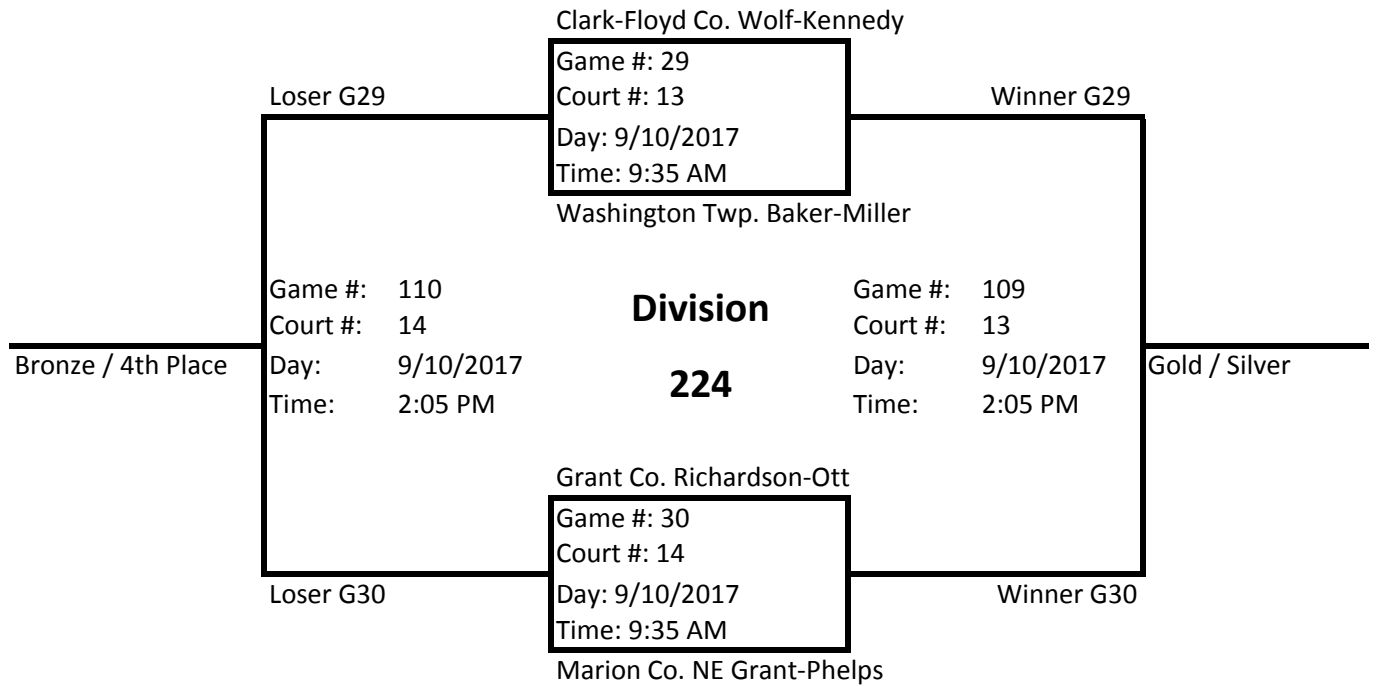 Clark-Floyd Co. Wolf-Kennedy
Game #: 29
Loser G29 Court #: 13 Winner G29
Day: 9/10/2017
Time: 9:35 AM
Washington Twp. Baker-Miller
Game #: 110 Game #: 109
Division
Court #: 14 Court #: 13
Bronze / 4th Place Day: 9/10/2017 Day: 9/10/2017 Gold / Silver
224
Time: 2:05 PM Time: 2:05 PM
Grant Co. Richardson-Ott
Game #: 30
Court #: 14
Loser G30 Day: 9/10/2017 Winner G30
Time: 9:35 AM
Marion Co. NE Grant-Phelps